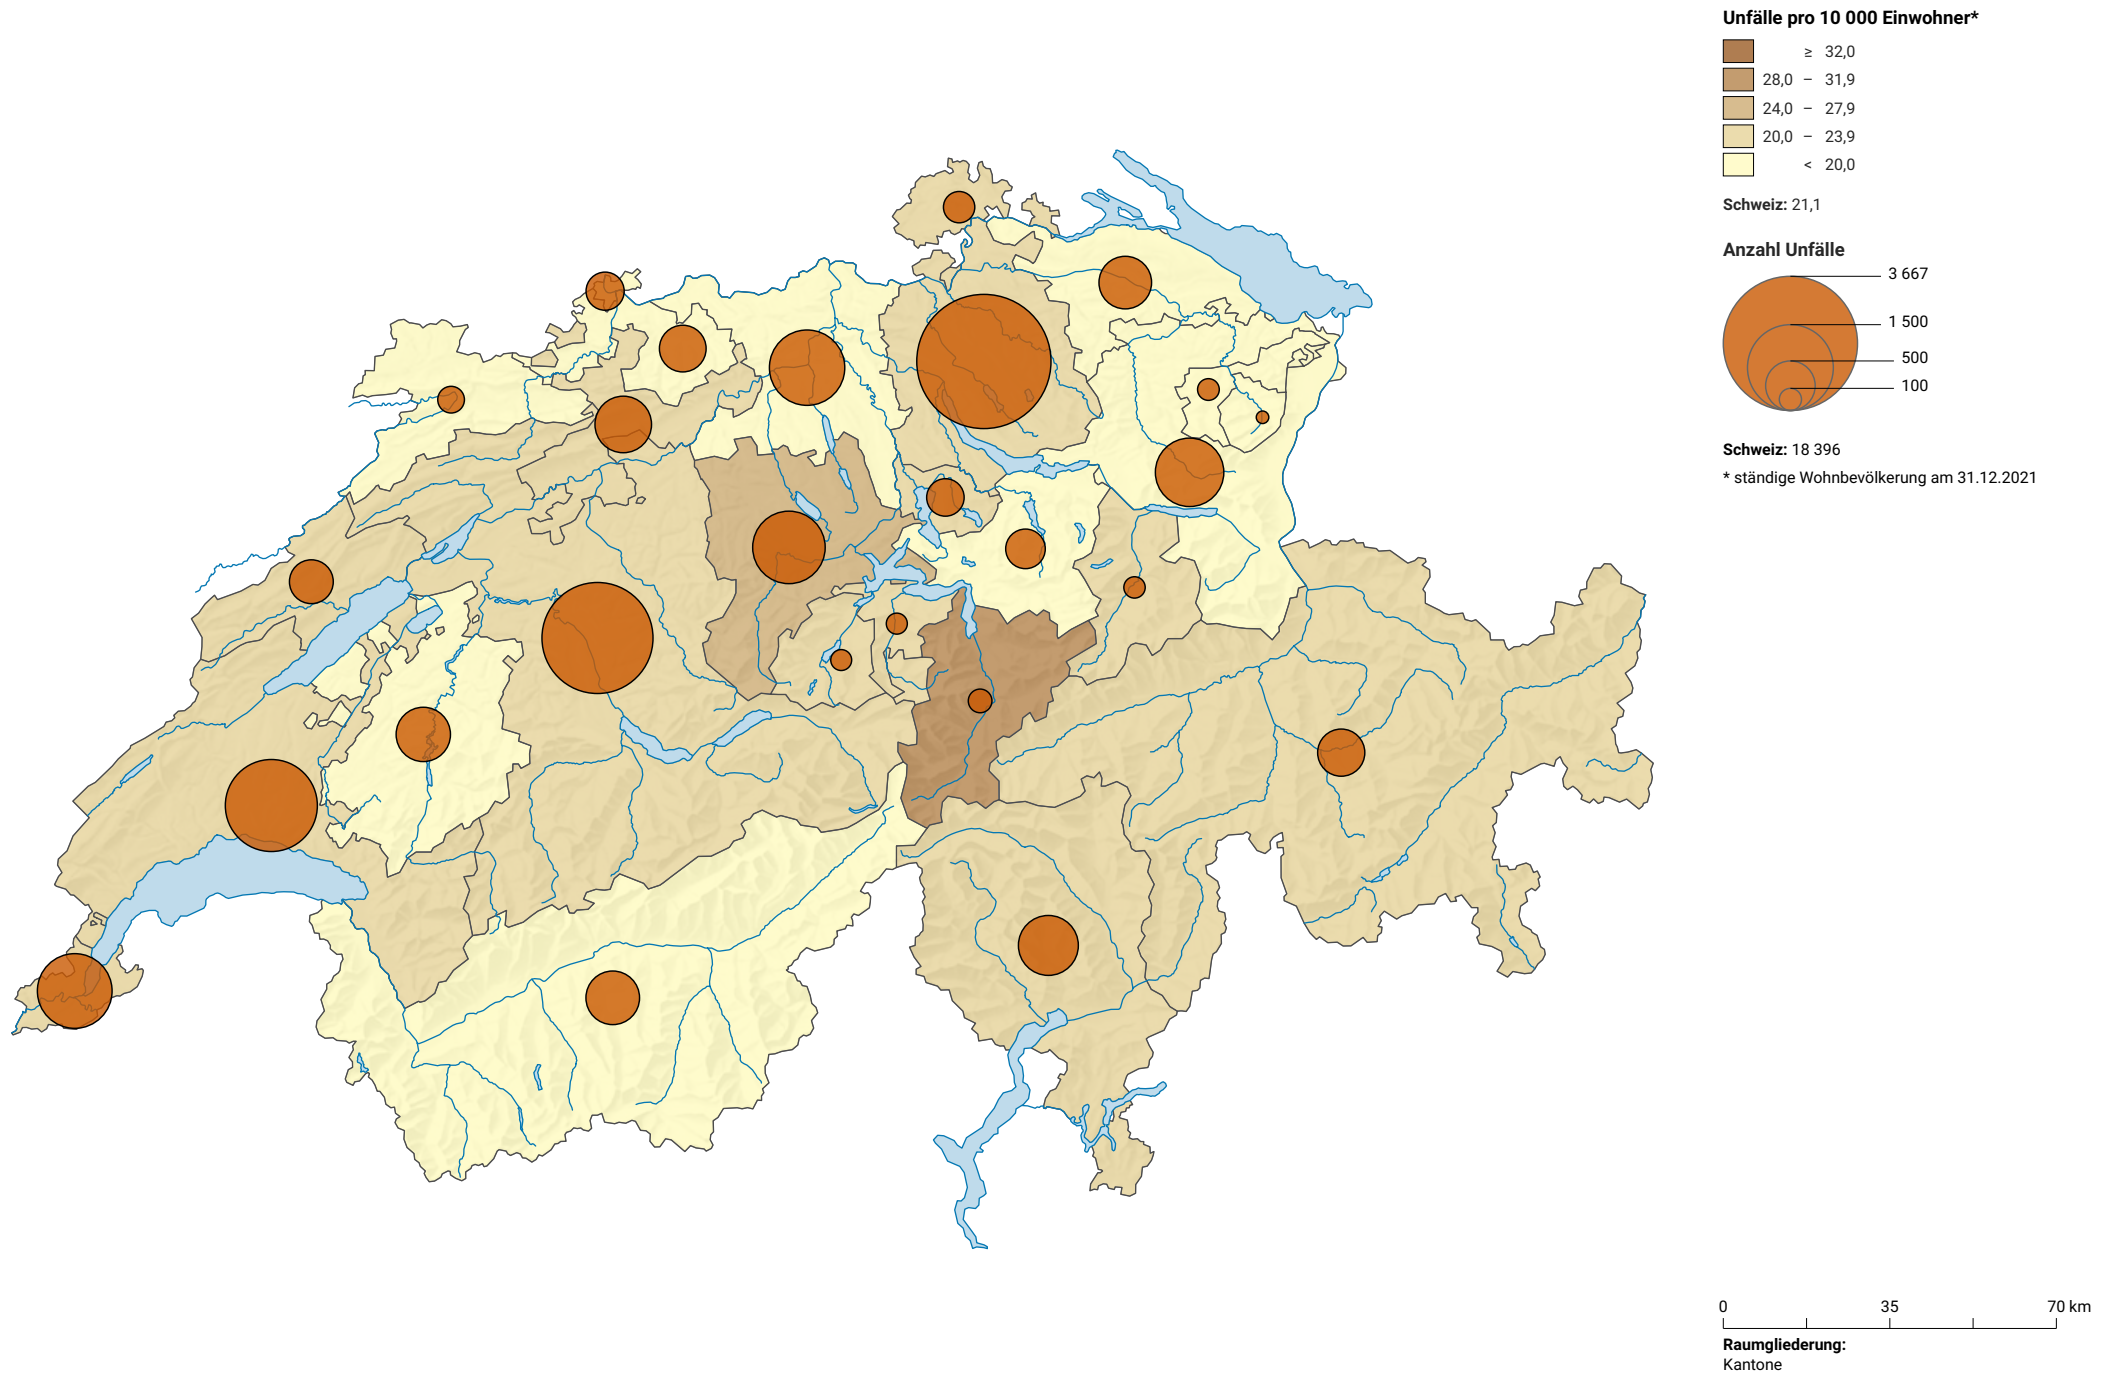 Unfälle pro 10 000 Einwohner*
≥ 32,0
28,0 – 31,9
24,0 – 27,9
20,0 – 23,9
< 20,0
Schweiz: 21,1
Anzahl Unfälle
3 667
1 500
500
100
Schweiz: 18 396
* ständige Wohnbevölkerung am 31.12.2021
0 35 70 km
Raumgliederung:
Kantone